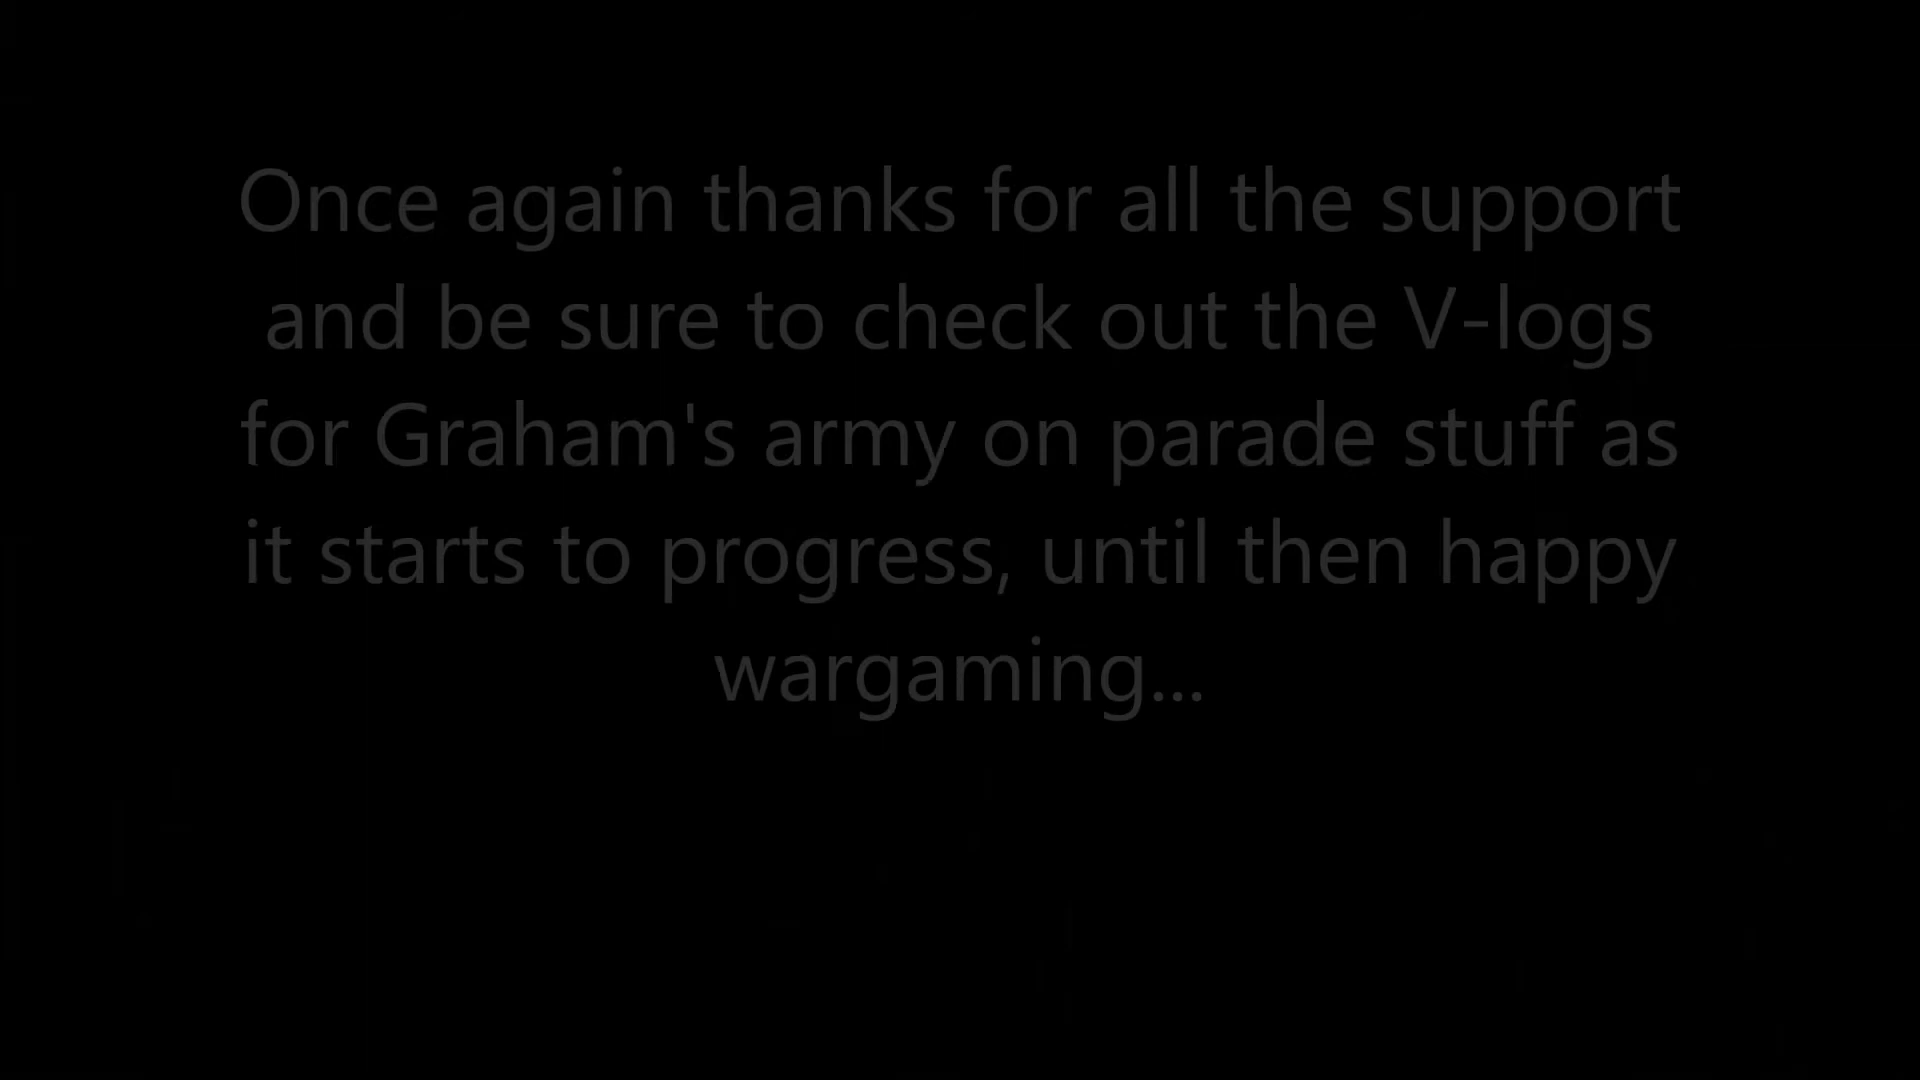 Once again thanks for all the support
and be sure to check out the V-logs
for Graham's army on parade stuff as
it starts to progress, until then happy
wargaming...